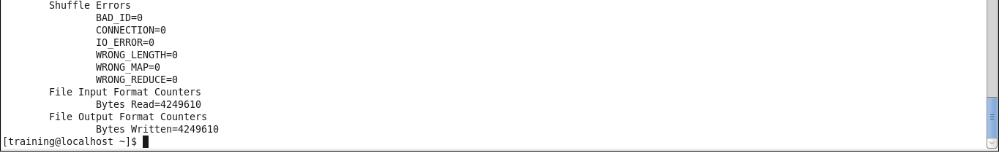 Shuffle Errors
BAD_ID=0
CONNECTION=0
IO_ERROR=0
WRONG_LENGTH=0
WRONG_MAP=0
WRONG_REDUCE=0
File Input Format Counters
Bytes Read=4249610
File Output Format Counters
Bytes Written=4249610
[training@localhost ~]$